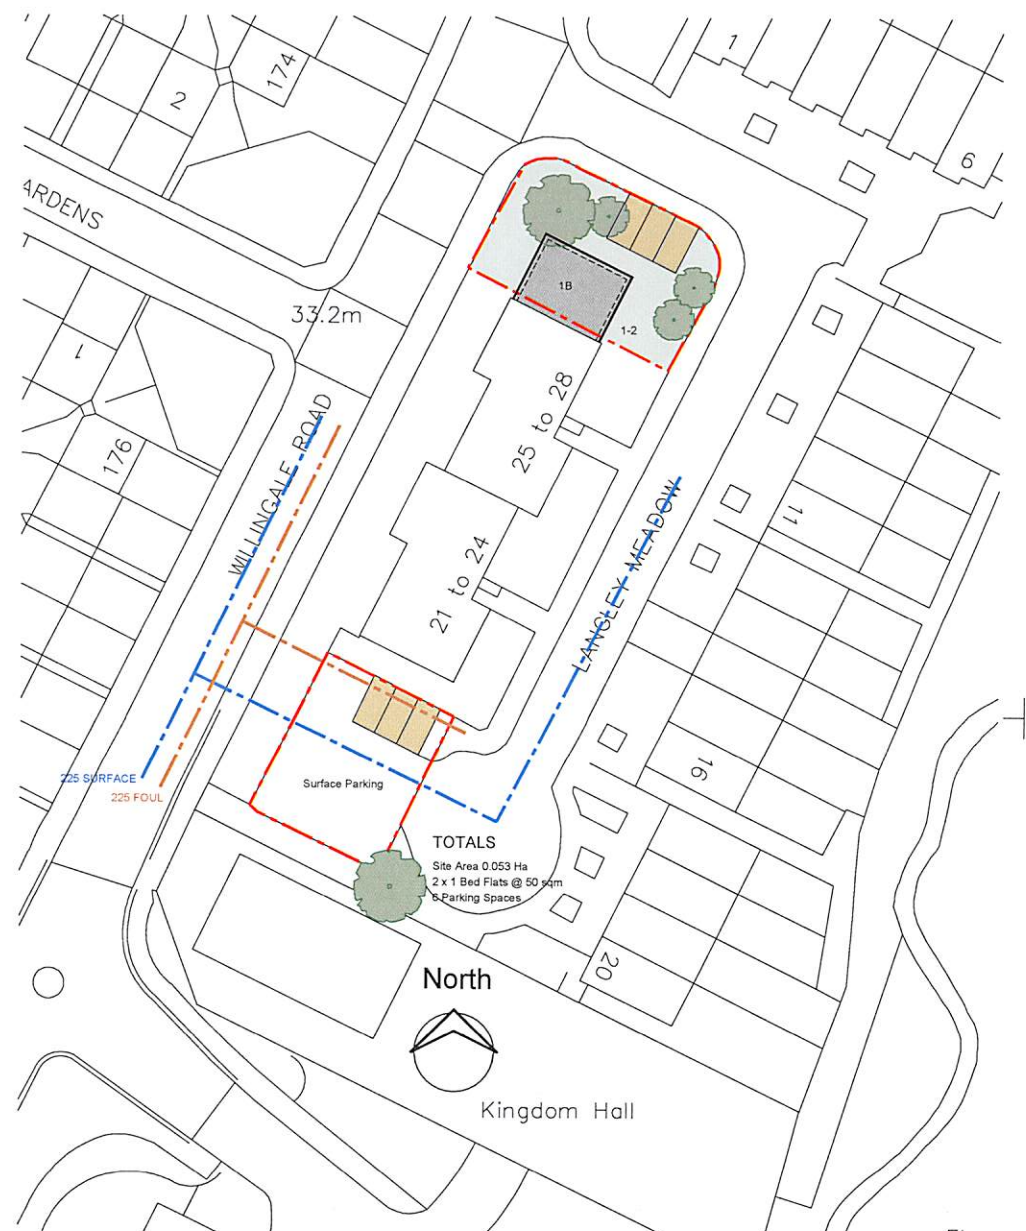 174
2
1
6
ARDENS
33.2m
1B
1-2
1
176
WILLINGALE ROAD
25 to 28
21 to 24
LANGLEY MEADOW
11
16
225 SURFACE
225 FOUL
Surface Parking
TOTALS
Site Area 0.053 Ha
2 x 1 Bed Flats @ 50 sqm
6 Parking Spaces
20
North
Kingdom Hall